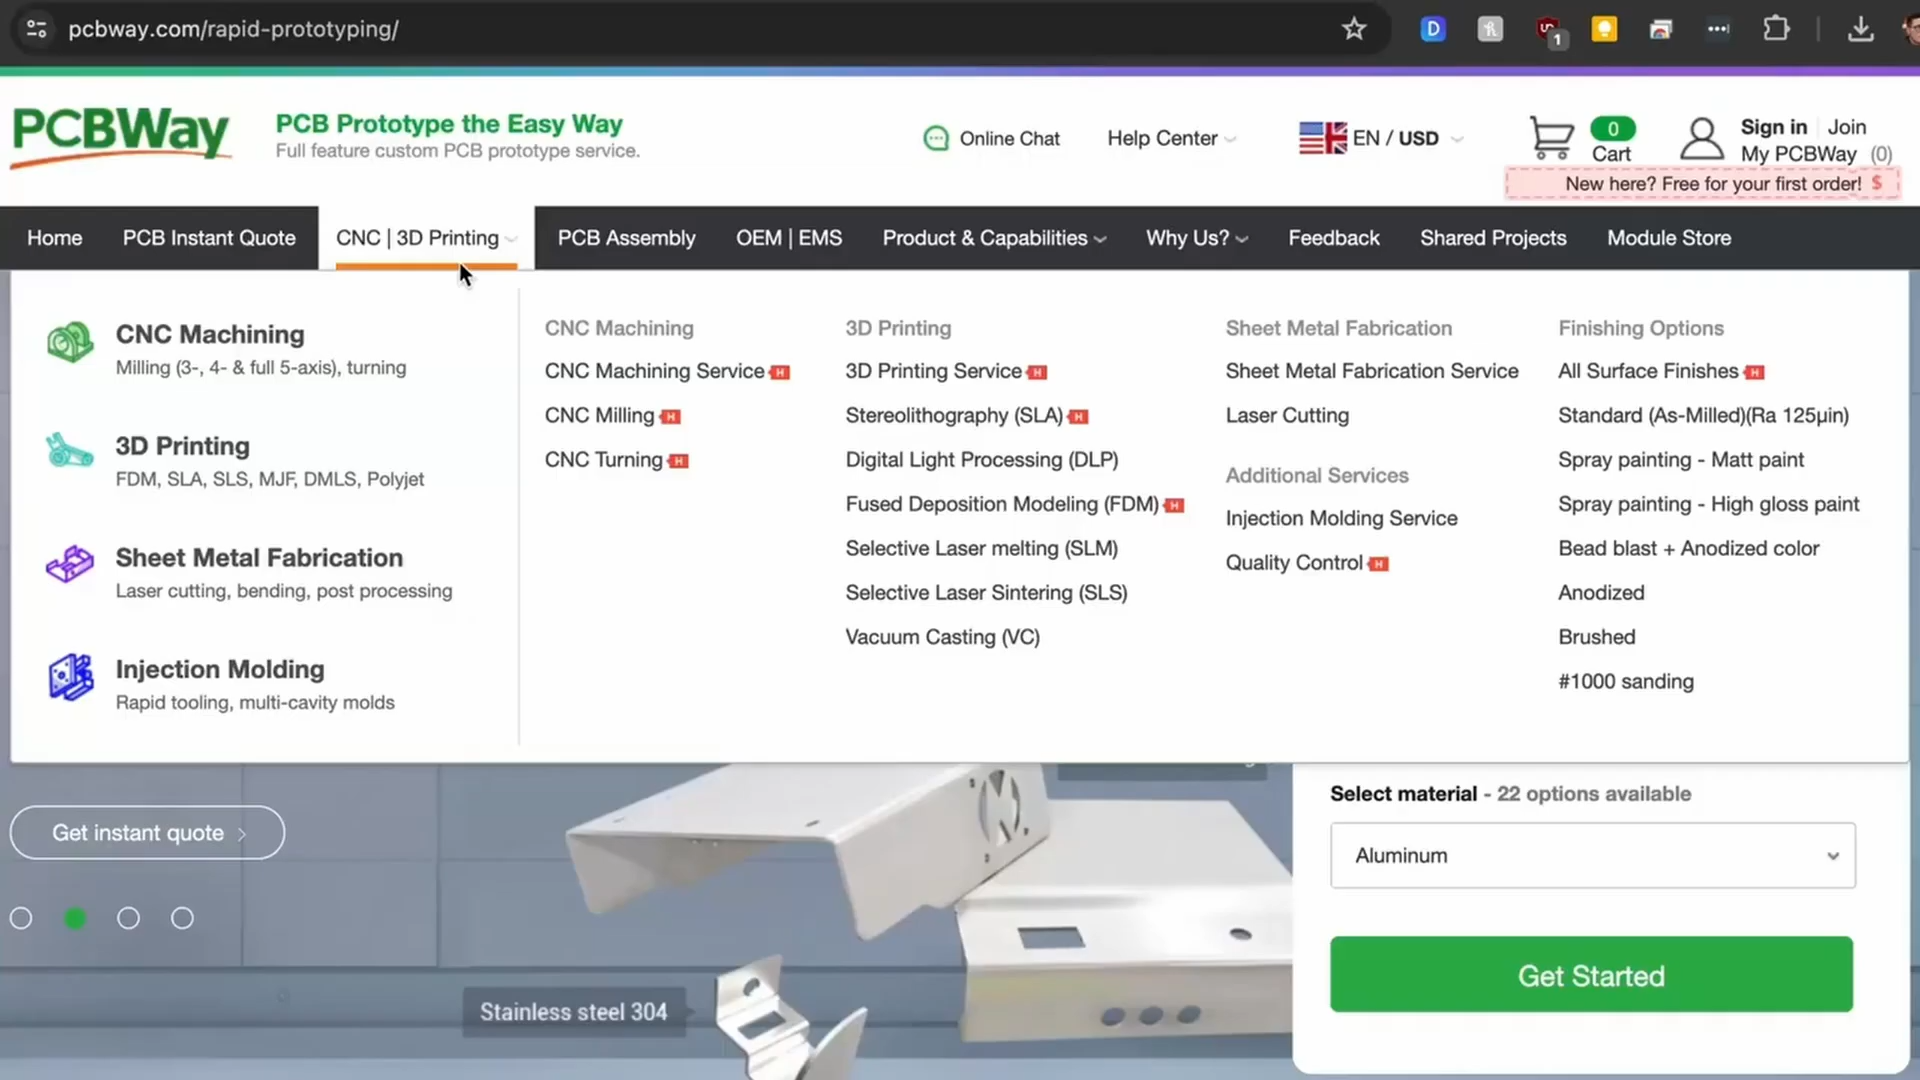 pcbway.com/rapid-prototyping/
D
1
PCBWay
PCB Prototype the Easy Way
Full feature custom PCB prototype service.
Online Chat
Help Center
EN / USD
0
Cart
Sign in | Join
My PCBWay (0)
New here? Free for your first order! $
Home
PCB Instant Quote
CNC | 3D Printing
PCB Assembly
OEM | EMS
Product & Capabilities
Why Us?
Feedback
Shared Projects
Module Store
CNC Machining
Milling (3-, 4- & full 5-axis), turning
3D Printing
FDM, SLA, SLS, MJF, DMLS, Polyjet
Sheet Metal Fabrication
Laser cutting, bending, post processing
Injection Molding
Rapid tooling, multi-cavity molds
CNC Machining
CNC Machining Service H
CNC Milling H
CNC Turning H
3D Printing
3D Printing Service H
Stereolithography (SLA) H
Digital Light Processing (DLP)
Fused Deposition Modeling (FDM) H
Selective Laser melting (SLM)
Selective Laser Sintering (SLS)
Vacuum Casting (VC)
Sheet Metal Fabrication
Sheet Metal Fabrication Service
Laser Cutting
Additional Services
Injection Molding Service
Quality Control H
Finishing Options
All Surface Finishes H
Standard (As-Milled)(Ra 125µin)
Spray painting - Matt paint
Spray painting - High gloss paint
Bead blast + Anodized color
Anodized
Brushed
#1000 sanding
Get instant quote
Stainless steel 304
Select material - 22 options available
Aluminum
Get Started